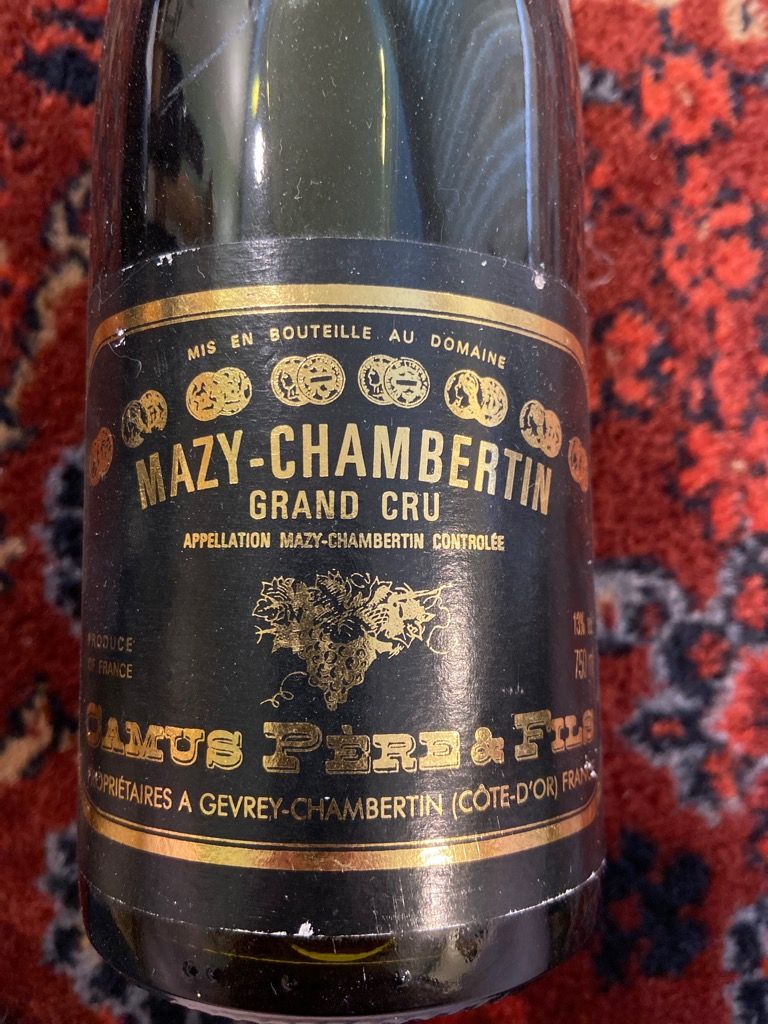 MIS EN BOUTEILLE AU DOMAINE
MAZY-CHAMBERTIN
GRAND CRU
APPELLATION MAZY-CHAMBERTIN CONTROLÉE
PRODUCE
OF FRANCE
13%
750 m
CAMUS PÈRE & FILS
PROPRIÉTAIRES A GEVREY-CHAMBERTIN (CÔTE-D'OR) FRANCE